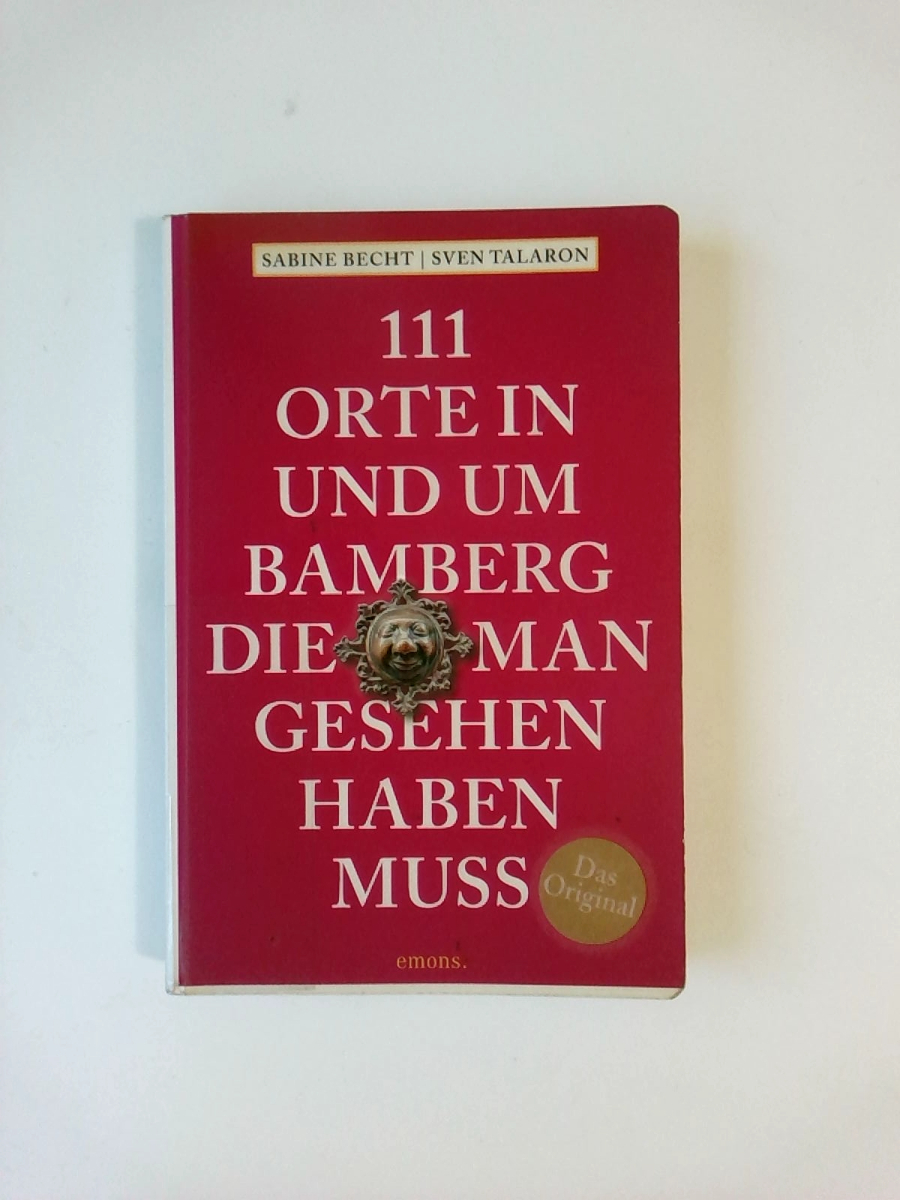 SABINE BECHT | SVEN TALARON
111
ORTE IN
UND UM
BAMBERG
DIE MAN
GESEHEN
HABEN
MUSS
Das
Original
emons.